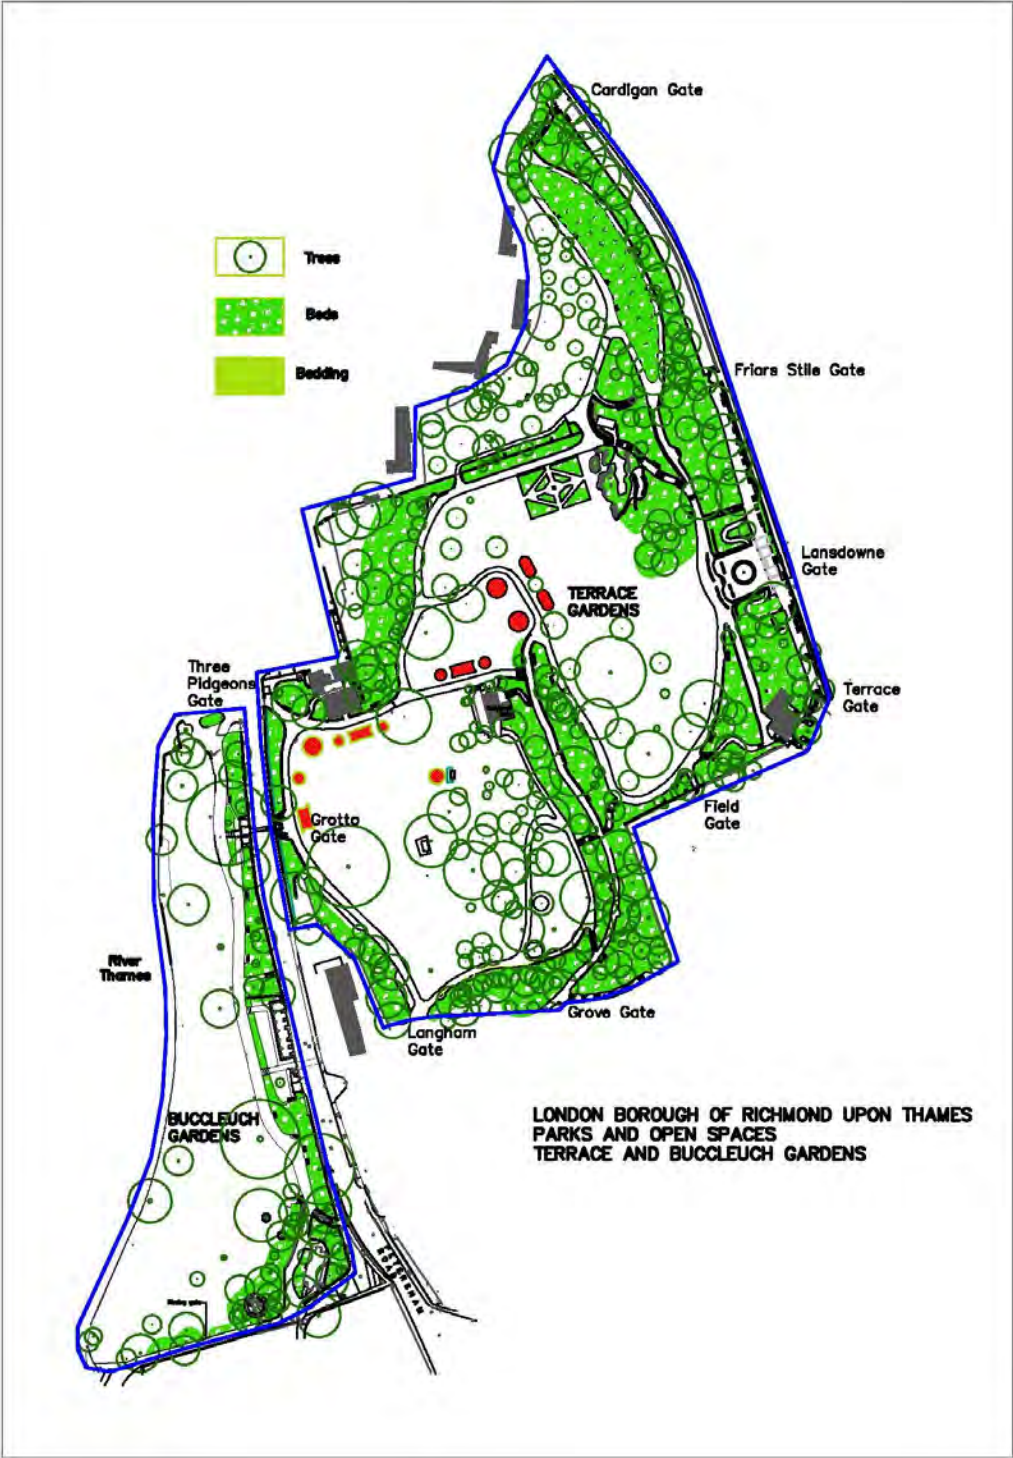 Cardigan Gate
Trees
Beds
Bedding
Friars Stile Gate
Lansdowne
Gate
TERRACE
GARDENS
Three
Pidgeons
Gate
Terrace
Gate
Grotto
Gate
Field
Gate
River
Thames
Grove Gate
Langham
Gate
BUCCLEUCH
GARDENS
LONDON BOROUGH OF RICHMOND UPON THAMES
PARKS AND OPEN SPACES
TERRACE AND BUCCLEUCH GARDENS
PETERSHAM
ROAD